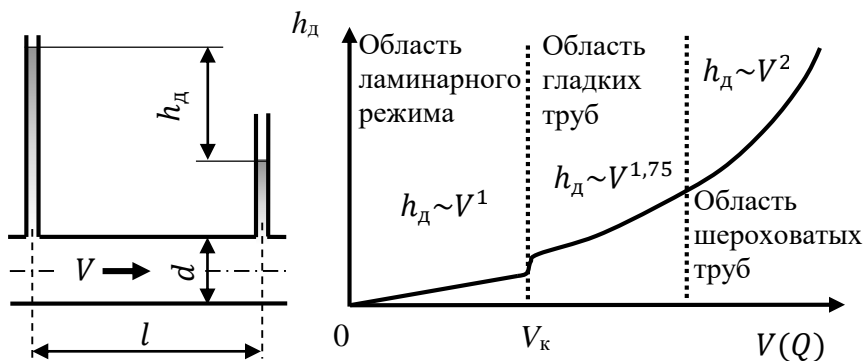 h_д
V
d
l
h_д
Область
ламинарного
режима
h_д~V^1
Область
гладких
труб
h_д~V^1,75
h_д~V^2
Область
шероховатых
труб
0
V_к
V(Q)